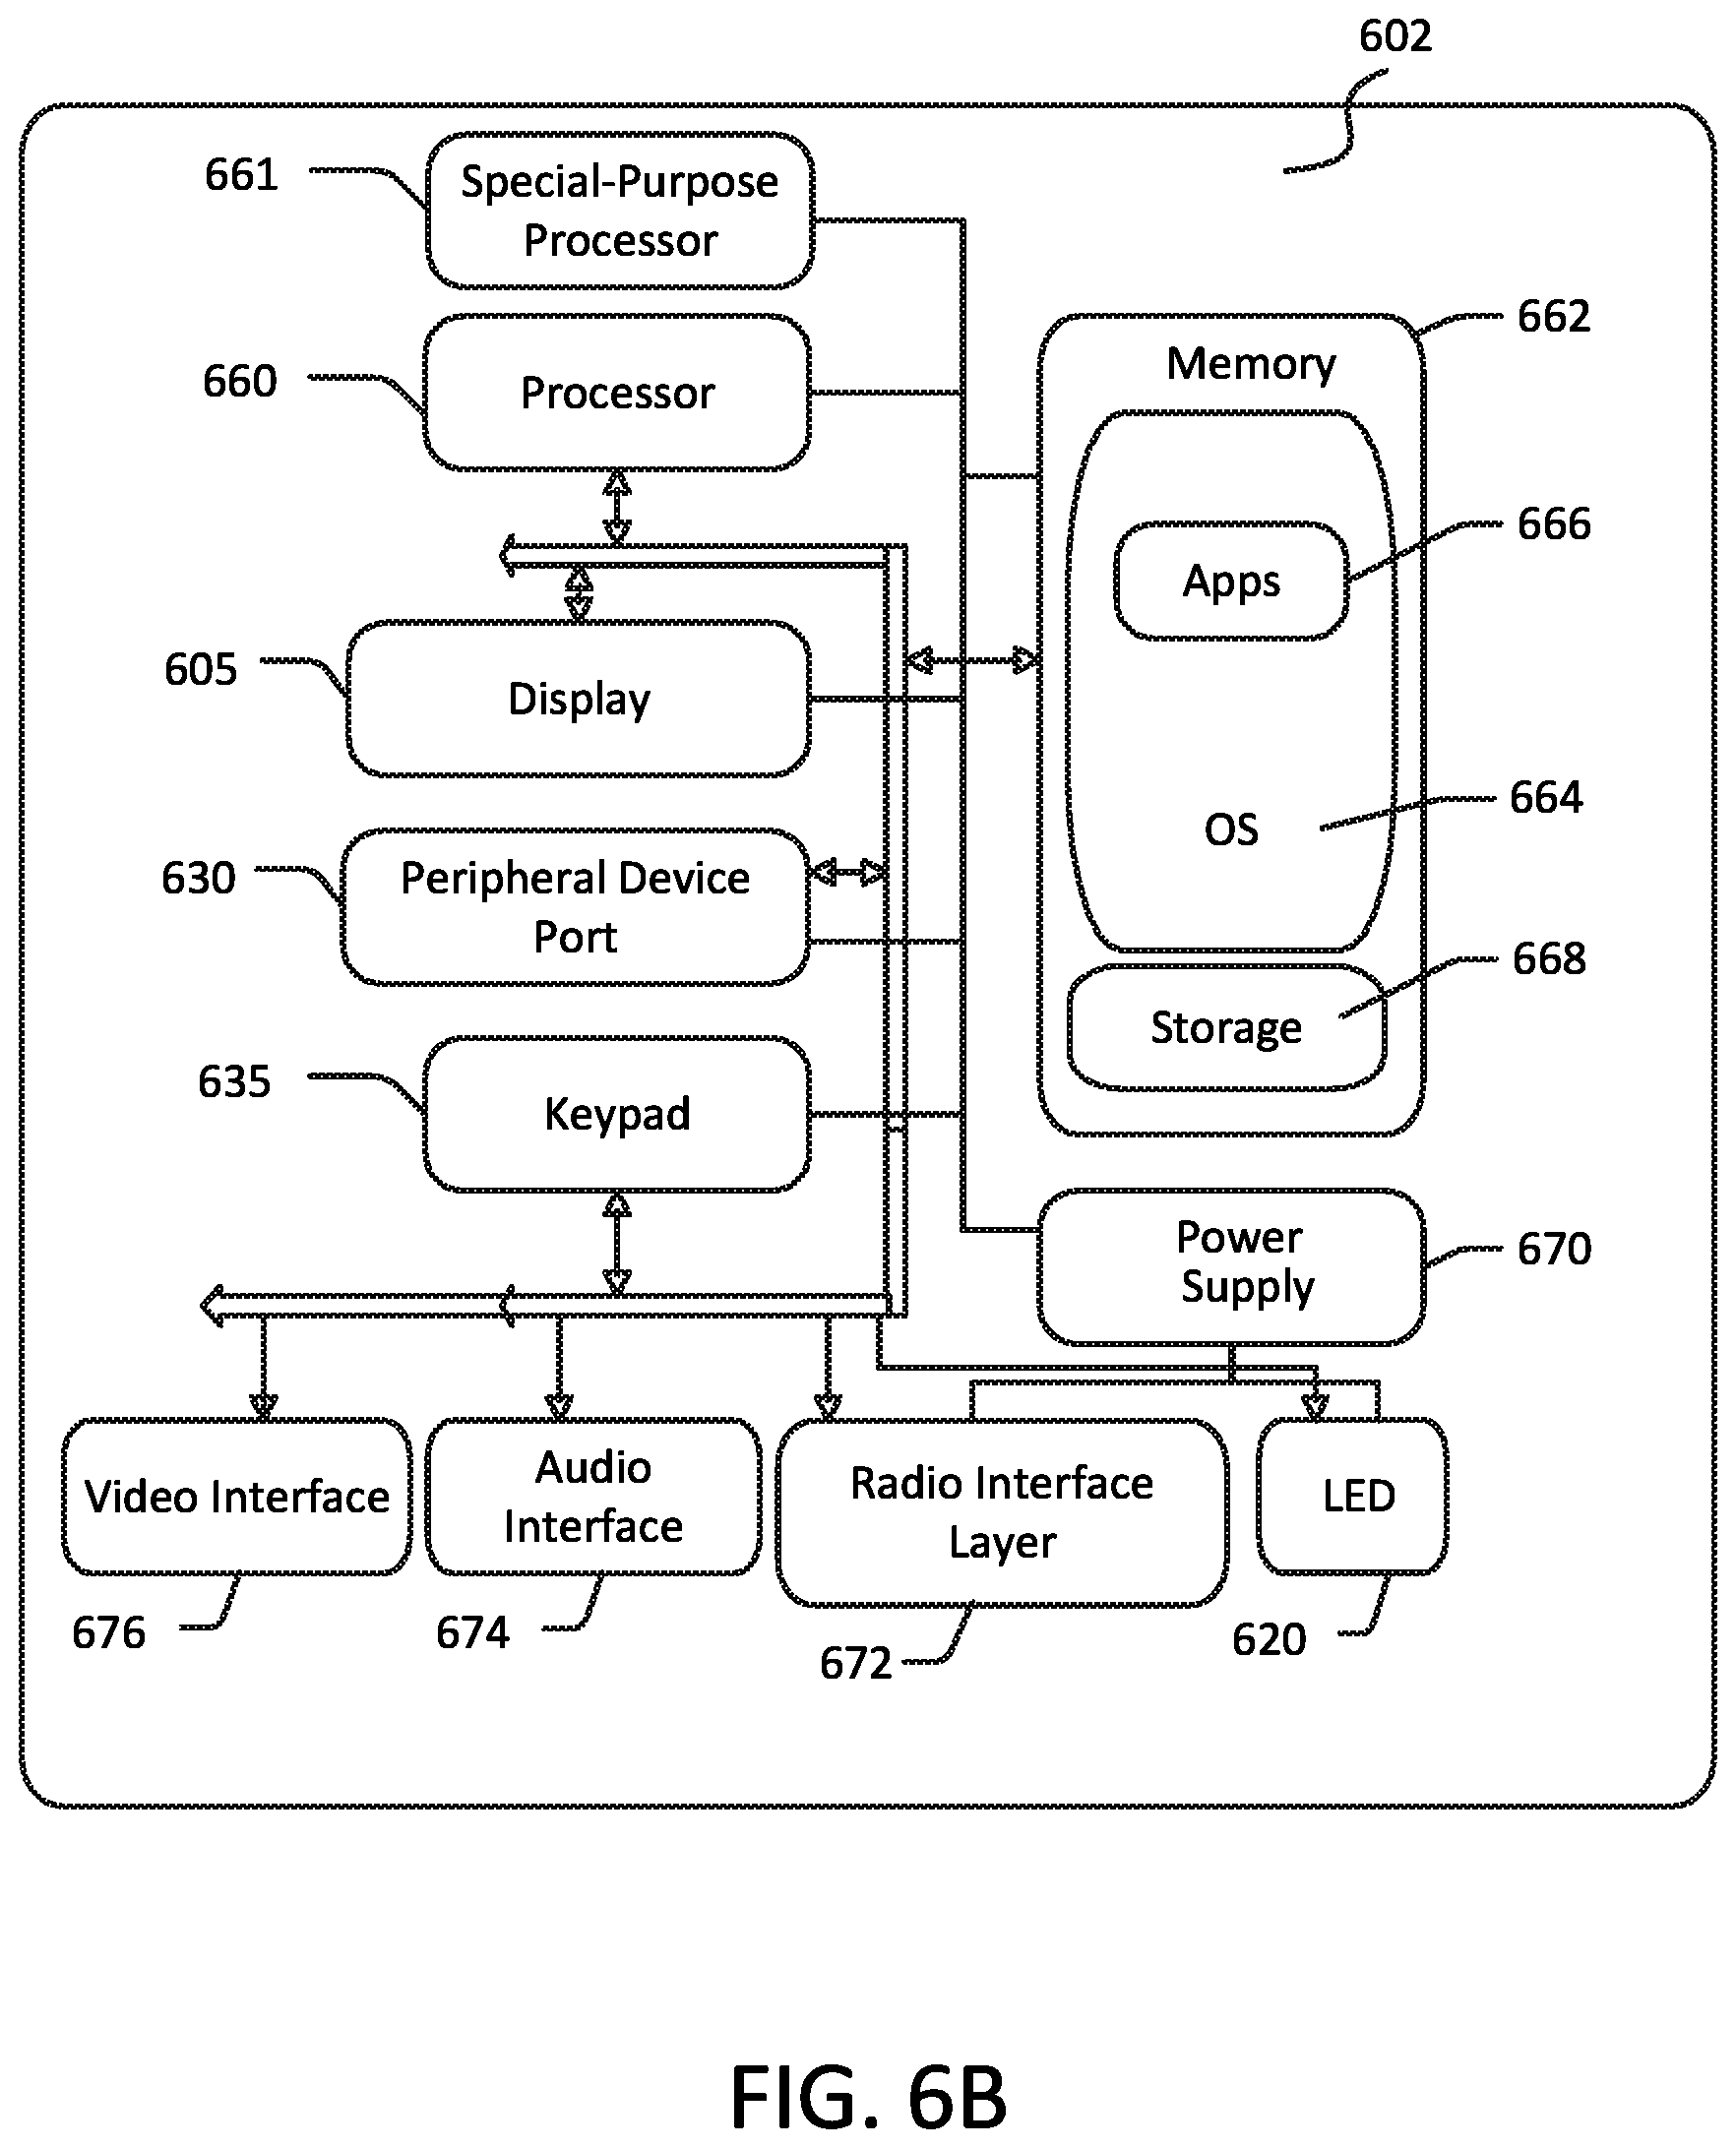 602
661
Special-Purpose
Processor
662
Memory
660
Processor
666
Apps
605
Display
664
OS
630
Peripheral Device
Port
668
Storage
635
Keypad
Power
Supply
670
Video Interface
Audio
Interface
Radio Interface
Layer
LED
676
674
672
620
FIG. 6B